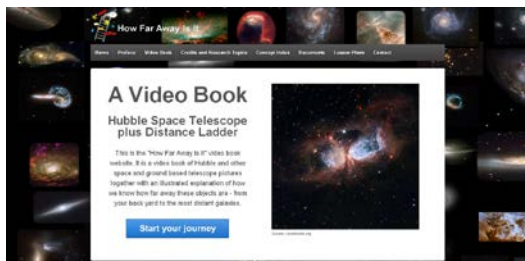 How Far Away Is It
Home Preface Video Book Credits and Research Topics Concept Index Documents Lesson Plans Contact
A Video Book
Hubble Space Telescope
plus Distance Ladder
This is the "How Far Away Is It" video book
website. It is a video book of Hubble and other
space and ground based telescope pictures
together with an illustrated explanation of how
we know how far away these objects are - from
your back yard to the most distant galaxies.
Start your journey